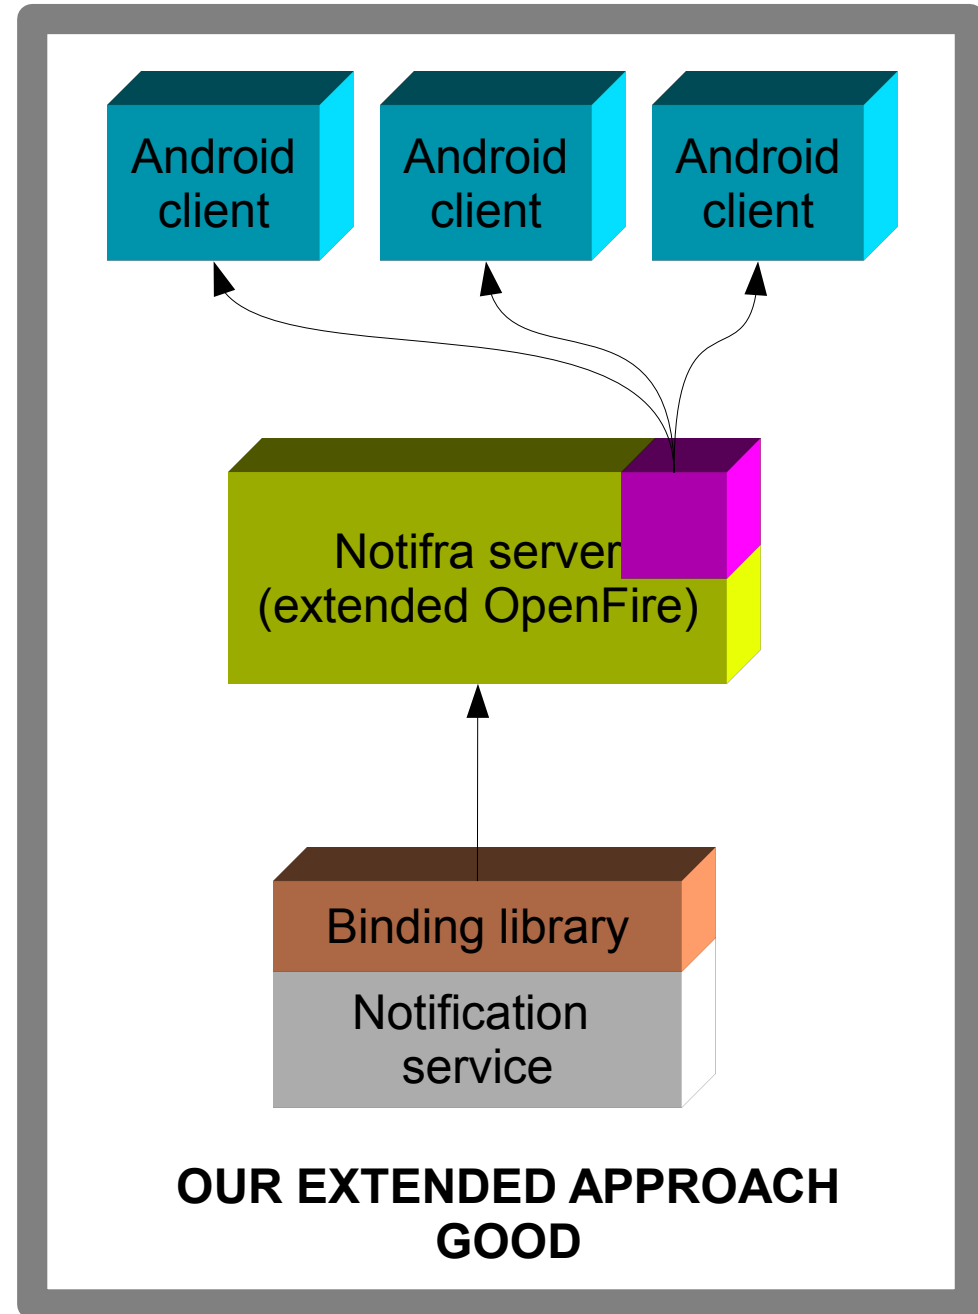 Android
client
Android
client
Android
client
Notifra server
(extended OpenFire)
Binding library
Notification
service
OUR EXTENDED APPROACH
GOOD